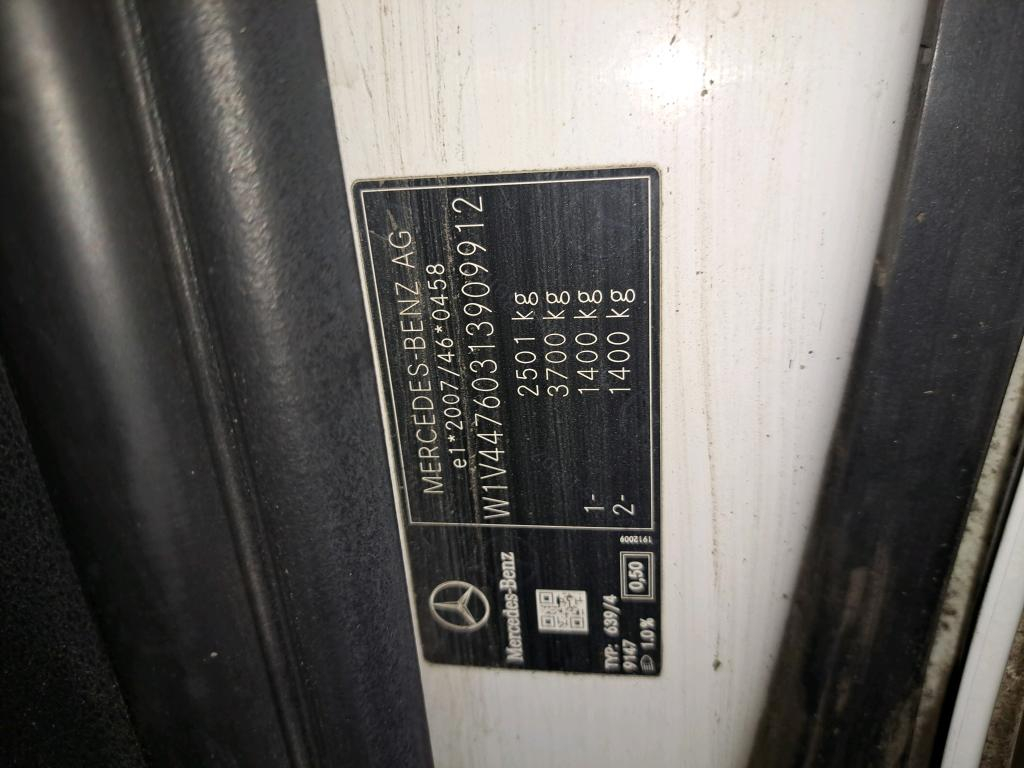 MERCEDES-BENZ AG
e1*2007/46*0458
W1V44760313909912
2501 kg
3700 kg
1- 1400 kg
2- 1400 kg
Mercedes-Benz
TYP: 639/4
9147
1.0 %
0,50
1912009